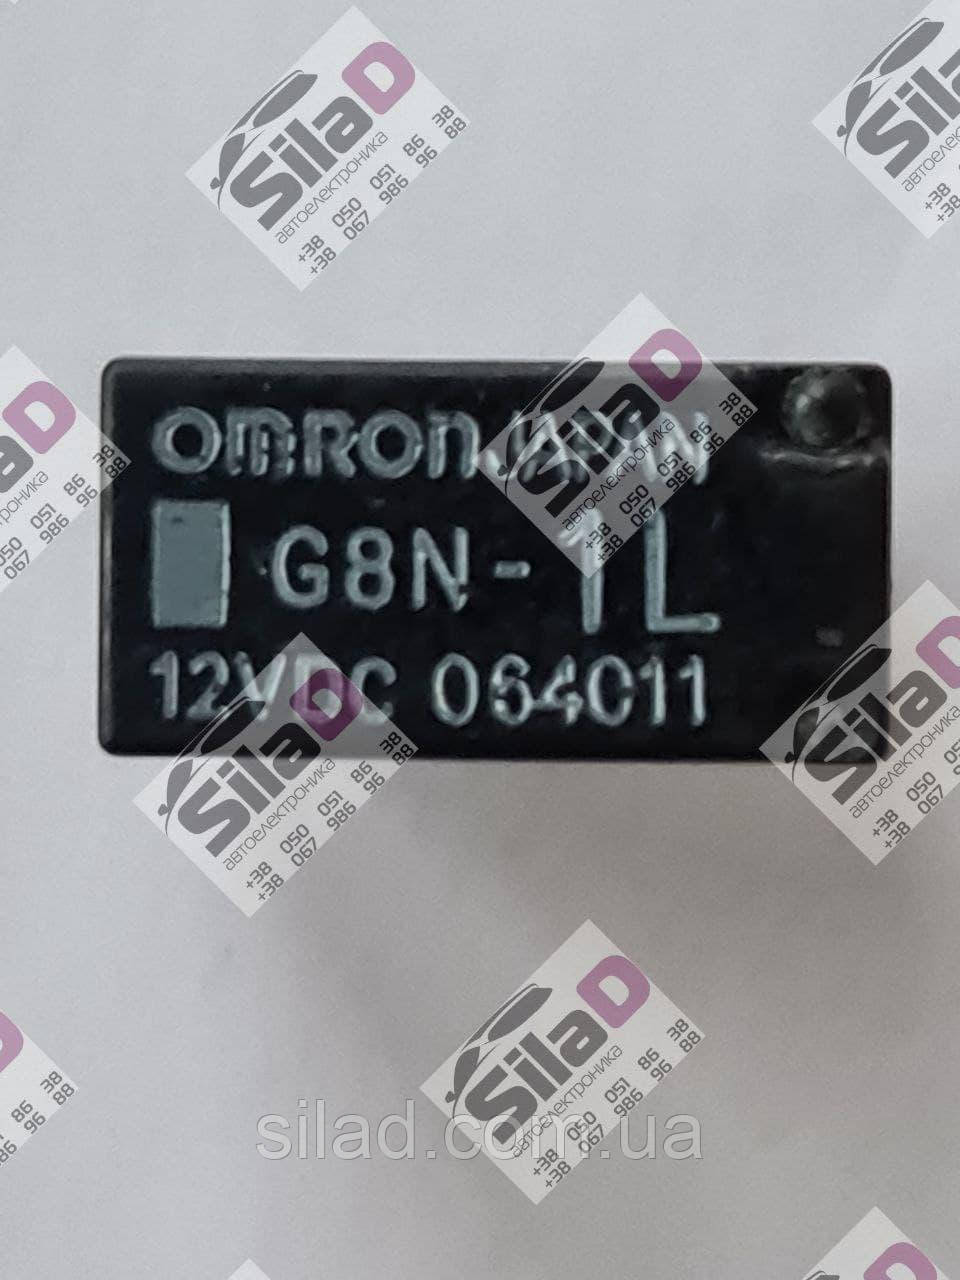 SilaD
автоелектроника
+38 050 051 86 38
+38 067 986 96 88
omRon JAPAN
G8N-1L
12VDC 064011
silad.com.ua